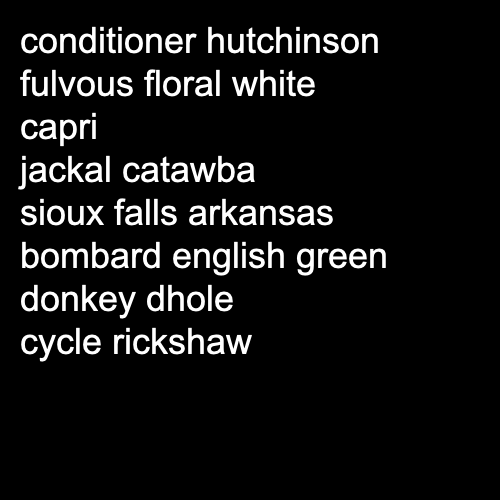 conditioner hutchinson
fulvous floral white
capri
jackal catawba
sioux falls arkansas
bombard english green
donkey dhole
cycle rickshaw